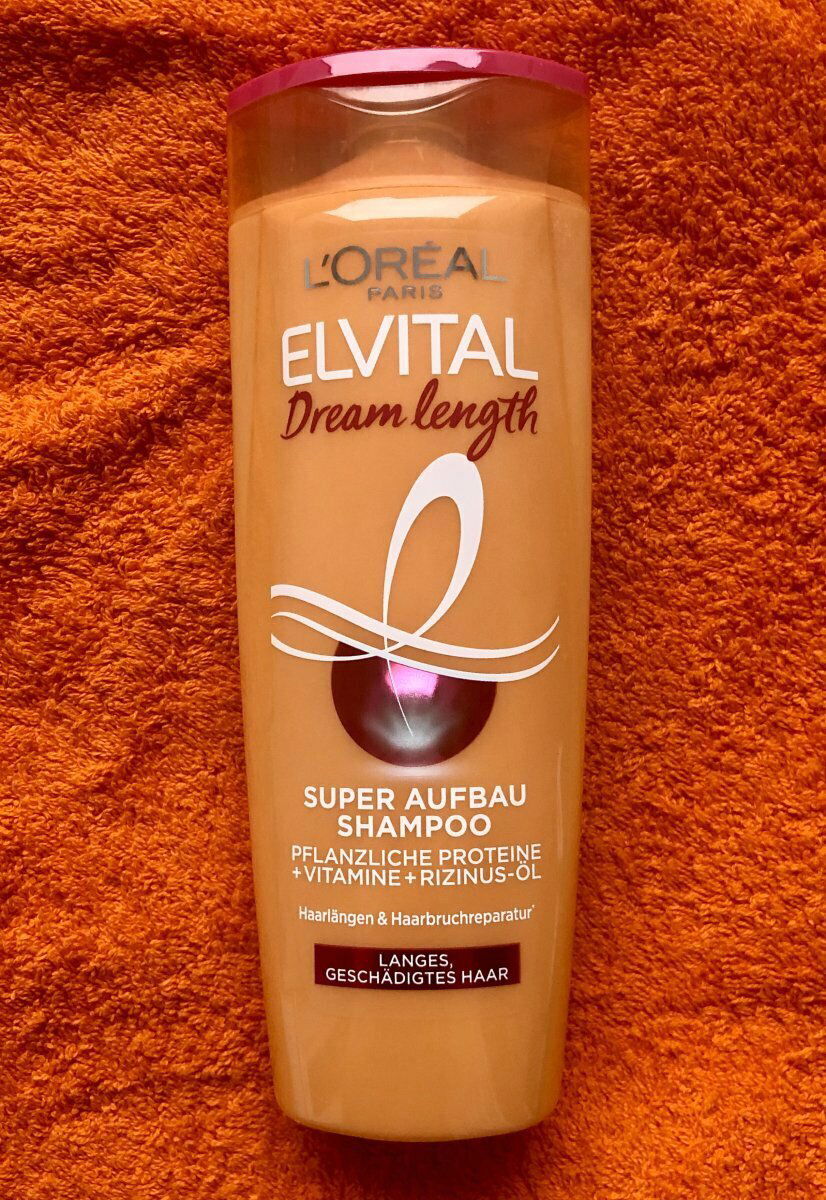 L'ORÉAL
PARIS
ELVITAL
Dream length
SUPER AUFBAU
SHAMPOO
PFLANZLICHE PROTEINE
+VITAMINE+RIZINUS-ÖL
Haarlängen & Haarbruchreparatur*
LANGES,
GESCHÄDIGTES HAAR